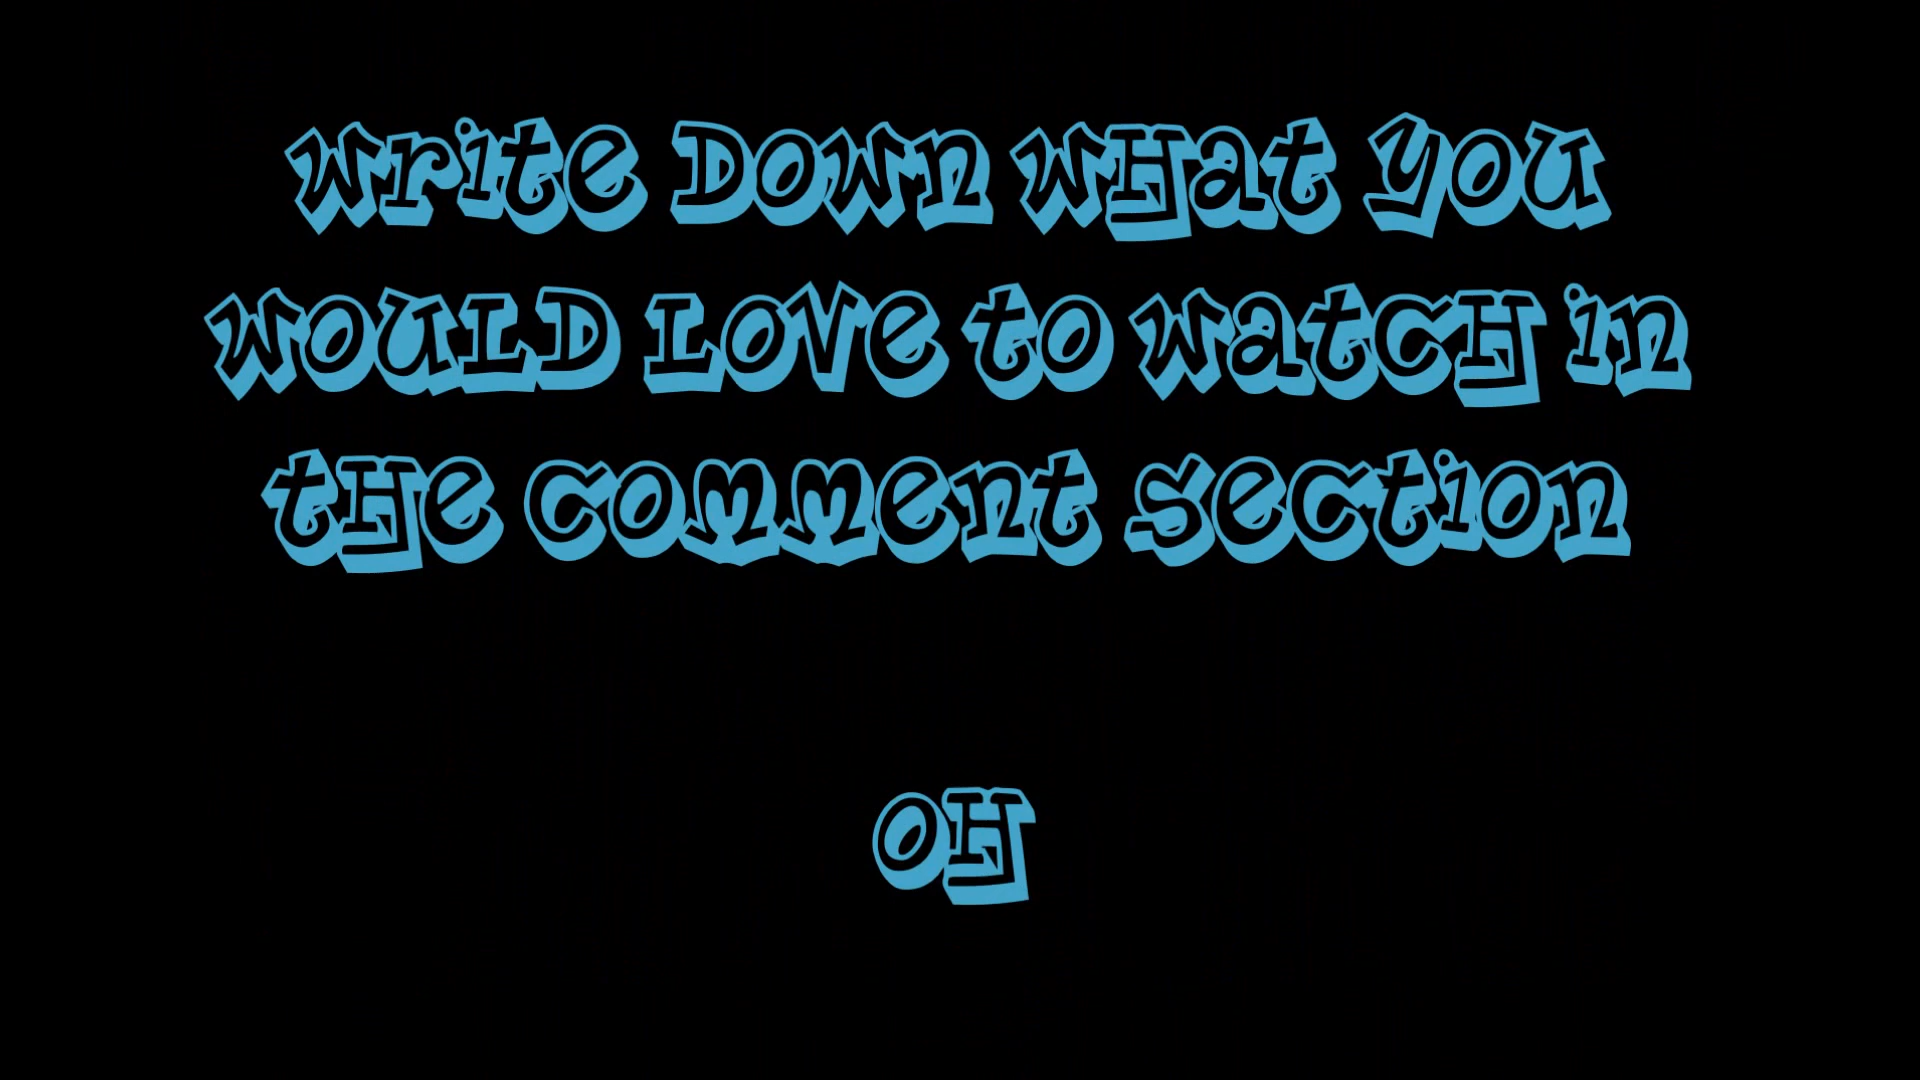 Write Down wHat you
WOULD LOVe to watCH in
tHe comment section
OH